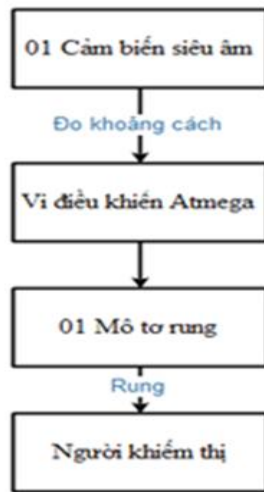 01 Cảm biến siêu âm
Đo khoảng cách
Vi điều khiển Atmega
01 Mô tơ rung
Rung
Người khiếm thị